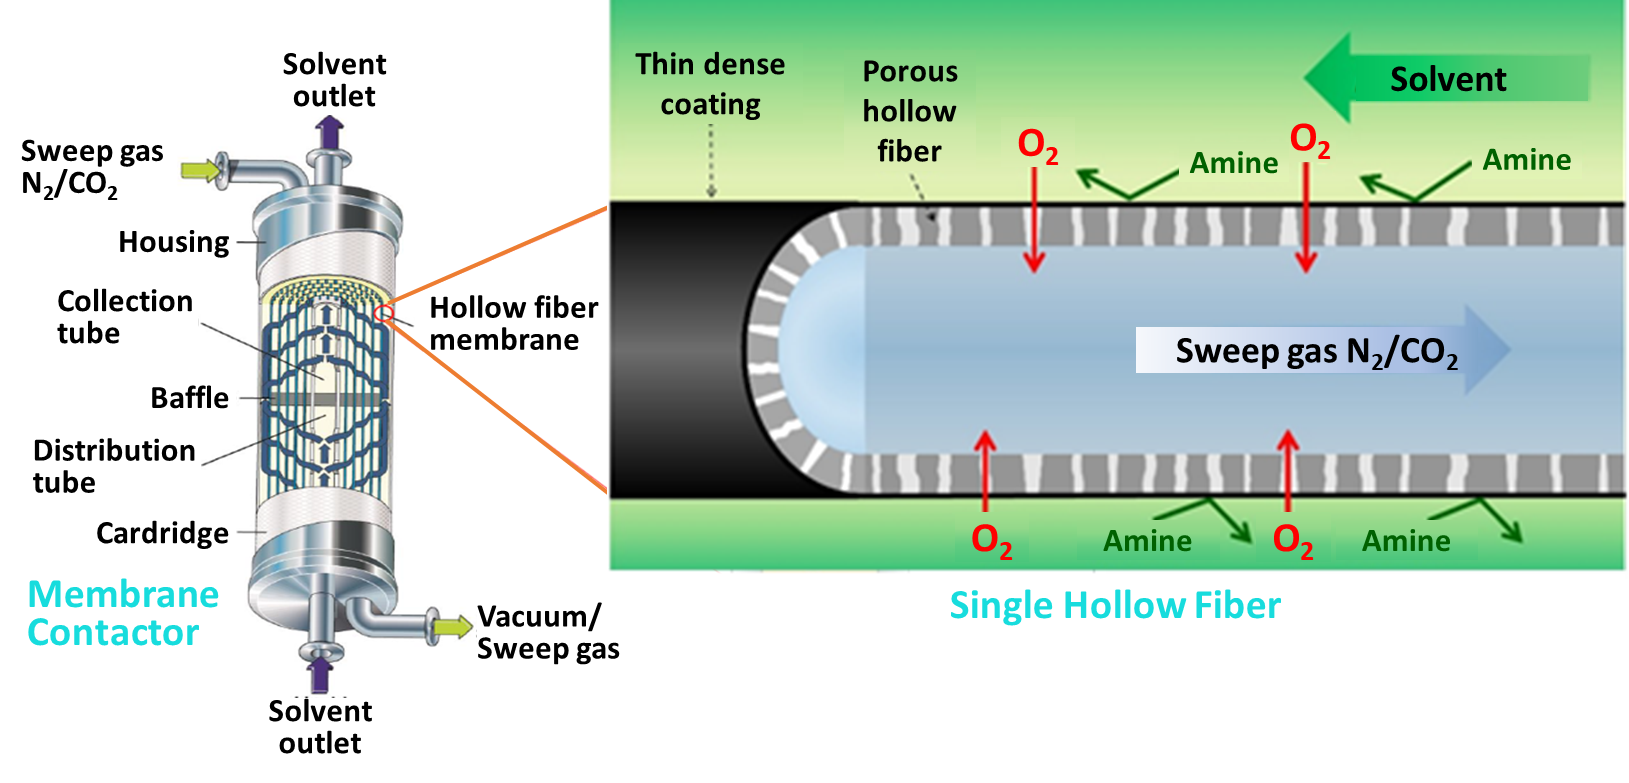 Solvent
outlet
Sweep gas
N₂/CO₂
Housing
Collection
tube
Hollow fiber
membrane
Baffle
Distribution
tube
Cardridge
Membrane
Contactor
Vacuum/
Sweep gas
Solvent
outlet
Thin dense
coating
Porous
hollow
fiber
Solvent
O₂
Amine
O₂
Amine
Sweep gas N₂/CO₂
O₂
Amine
O₂
Amine
Single Hollow Fiber